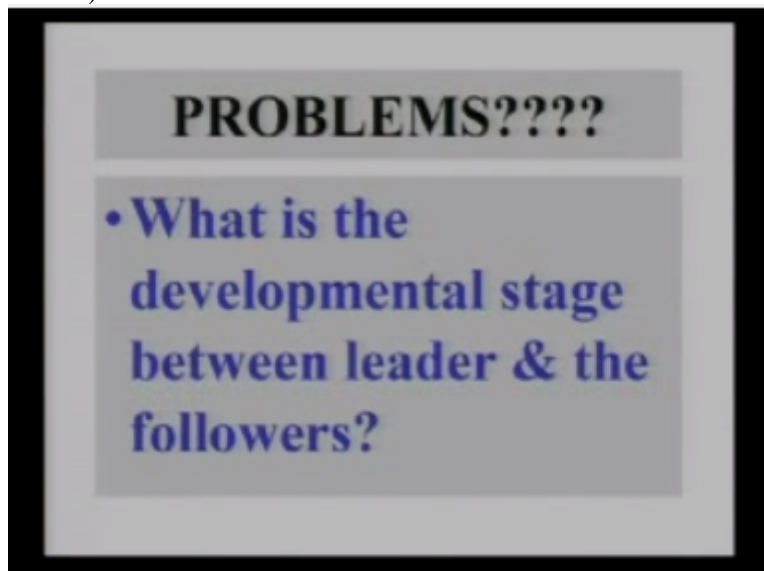 PROBLEMS????
• What is the
developmental stage
between leader & the
followers?